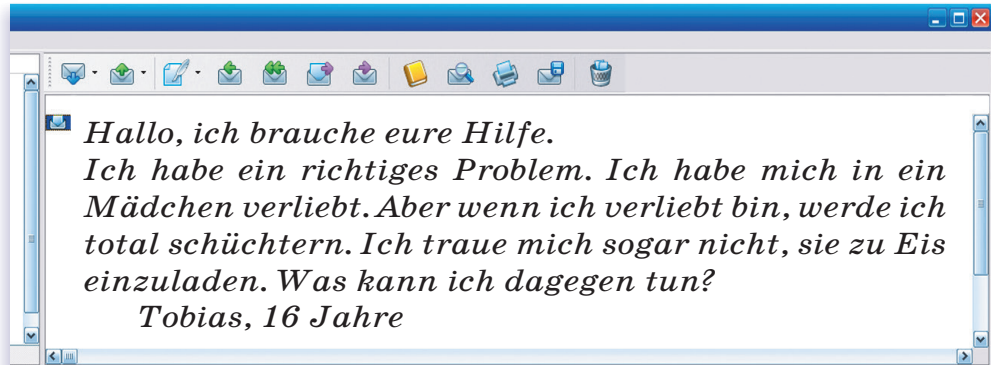 Hallo, ich brauche eure Hilfe.
Ich habe ein richtiges Problem. Ich habe mich in ein
Mädchen verliebt. Aber wenn ich verliebt bin, werde ich
total schüchtern. Ich traue mich sogar nicht, sie zu Eis
einzuladen. Was kann ich dagegen tun?
Tobias, 16 Jahre